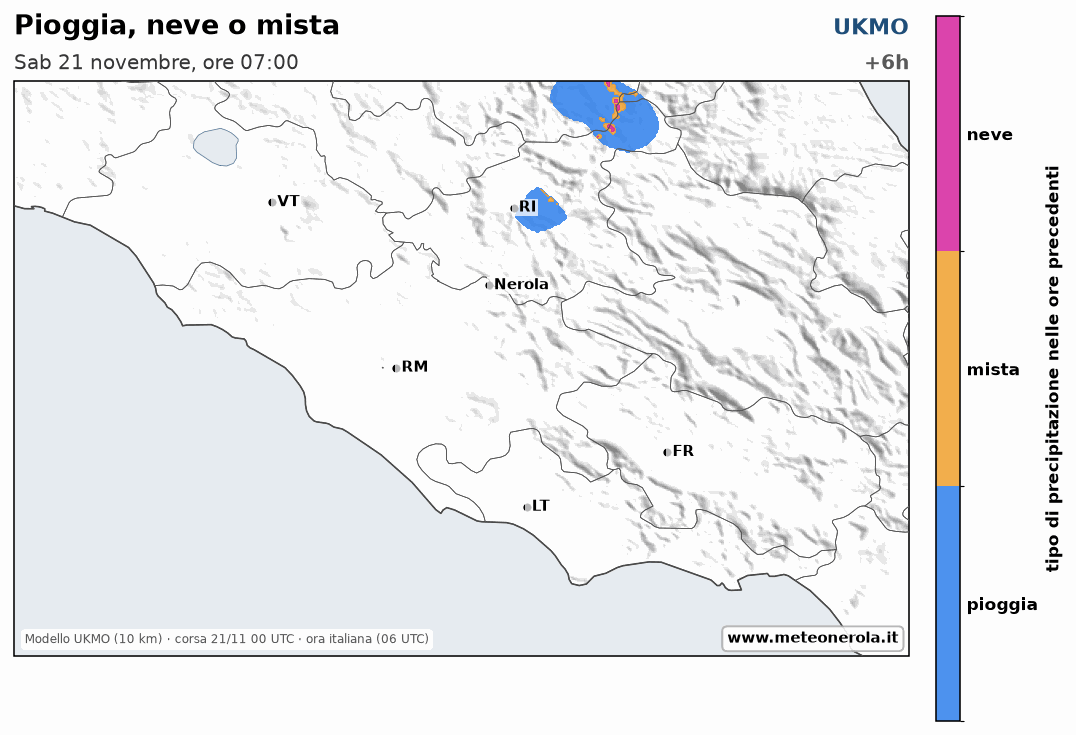 Pioggia, neve o mista
UKMO
Sab 21 novembre, ore 07:00
+6h
neve
VT
RI
Nerola
RM
mista
tipo di precipitazione nelle ore precedenti
FR
LT
pioggia
Modello UKMO (10 km) · corsa 21/11 00 UTC · ora italiana (06 UTC)
www.meteonerola.it